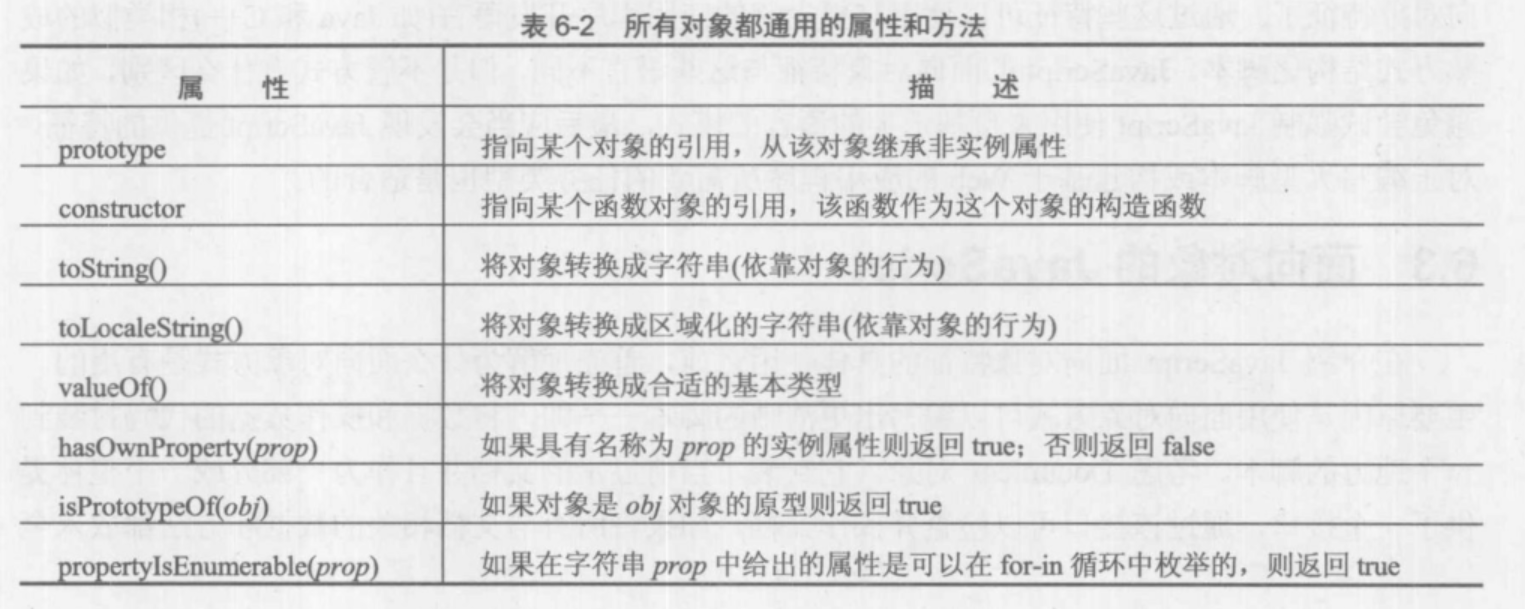 表 6-2 所有对象都通用的属性和方法
属 性 描 述
prototype 指向某个对象的引用，从该对象继承非实例属性
constructor 指向某个函数对象的引用，该函数作为这个对象的构造函数
toString() 将对象转换成字符串(依靠对象的行为)
toLocaleString() 将对象转换成区域化的字符串(依靠对象的行为)
valueOf() 将对象转换成合适的基本类型
hasOwnProperty(prop) 如果具有名称为 prop 的实例属性则返回 true；否则返回 false
isPrototypeOf(obj) 如果对象是 obj 对象的原型则返回 true
propertyIsEnumerable(prop) 如果在字符串 prop 中给出的属性是可以在 for-in 循环中枚举的，则返回 true